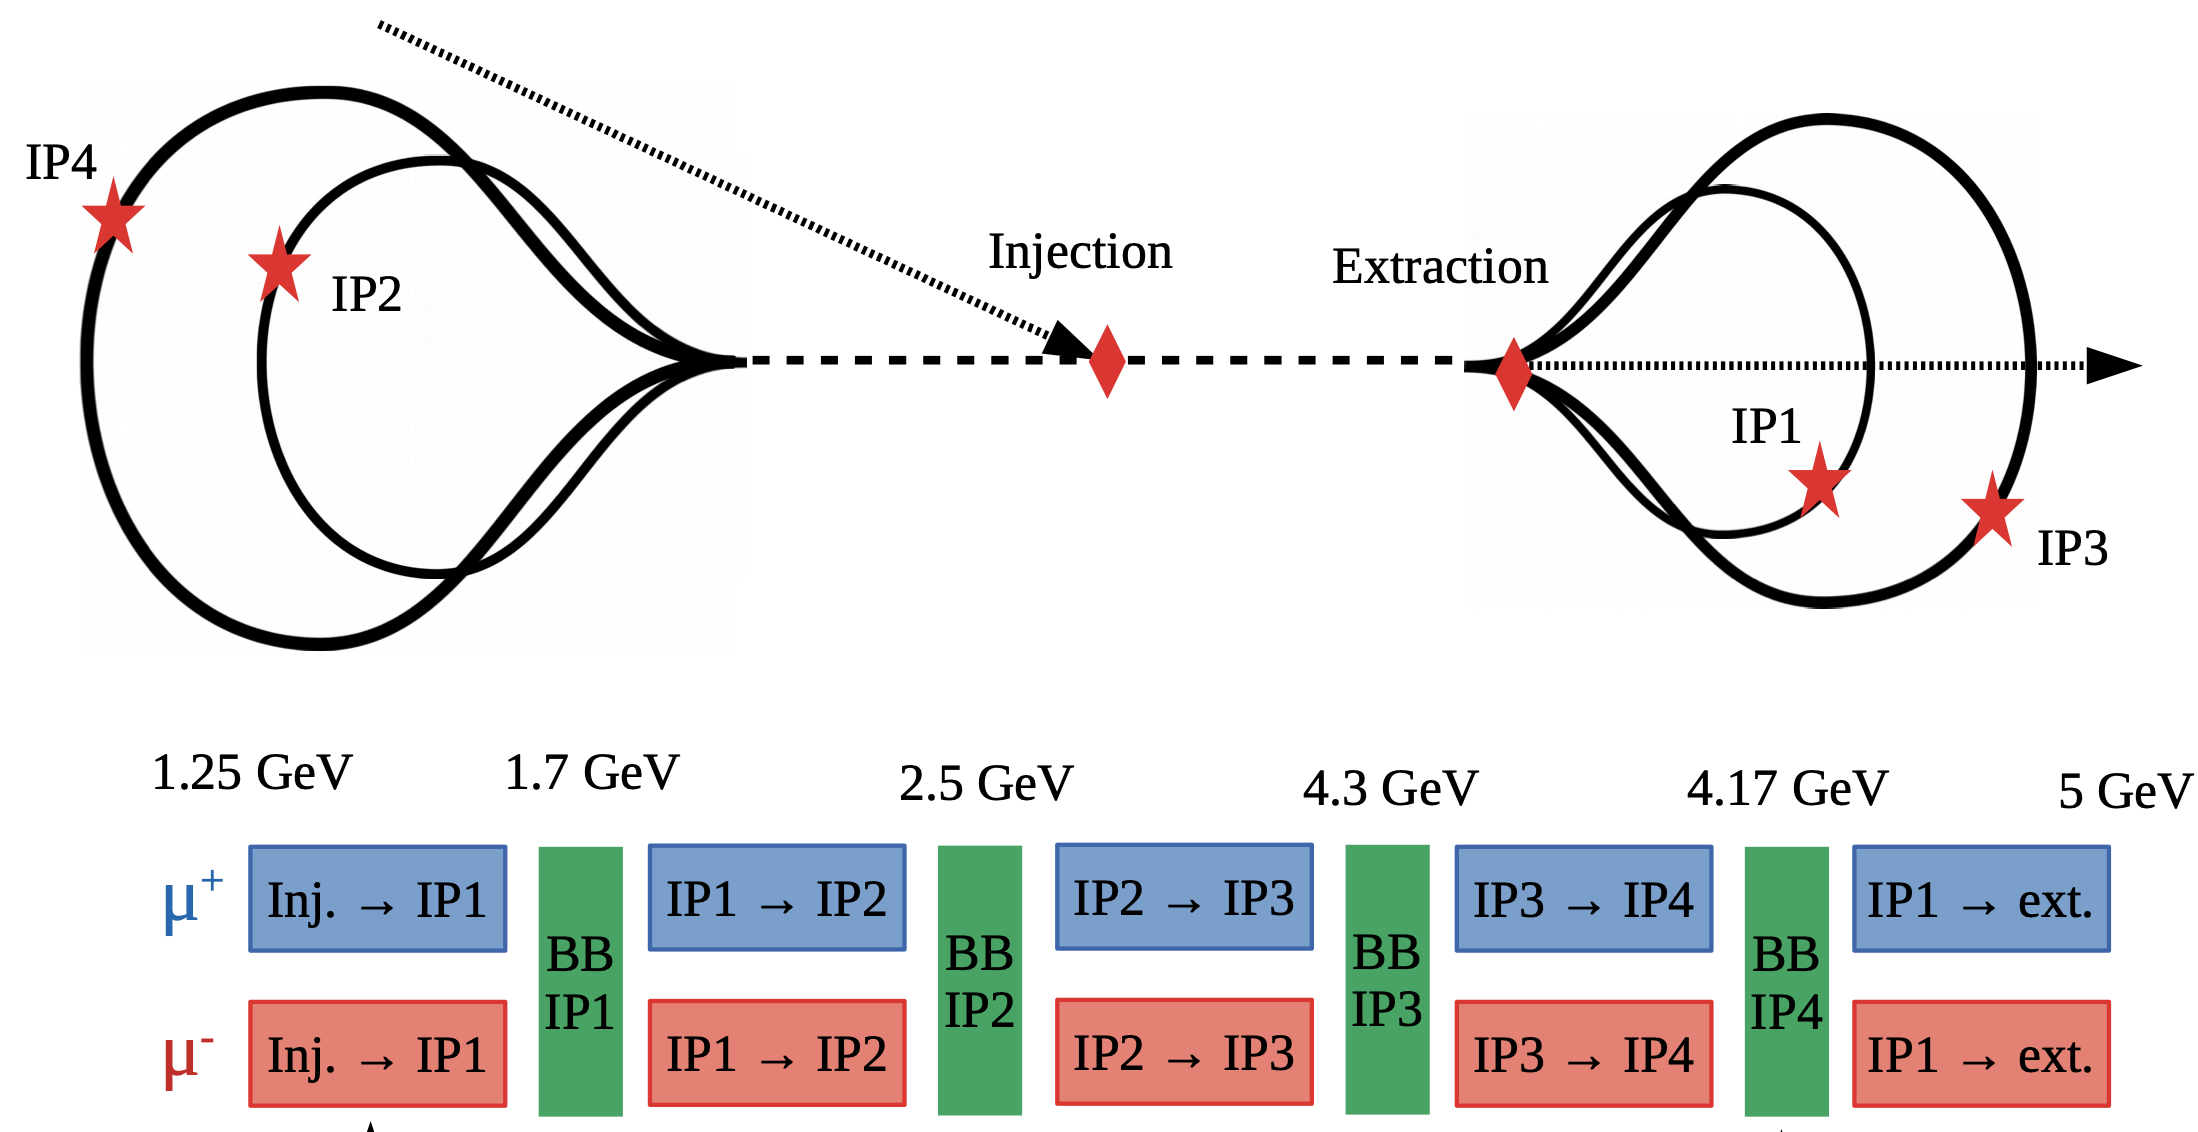 IP4
IP2
Injection
Extraction
IP1
IP3
1.25 GeV
1.7 GeV
2.5 GeV
4.3 GeV
4.17 GeV
5 GeV
μ+
Inj. → IP1
IP1 → IP2
IP2 → IP3
IP3 → IP4
IP1 → ext.
BB
IP1
BB
IP2
BB
IP3
BB
IP4
μ-
Inj. → IP1
IP1 → IP2
IP2 → IP3
IP3 → IP4
IP1 → ext.